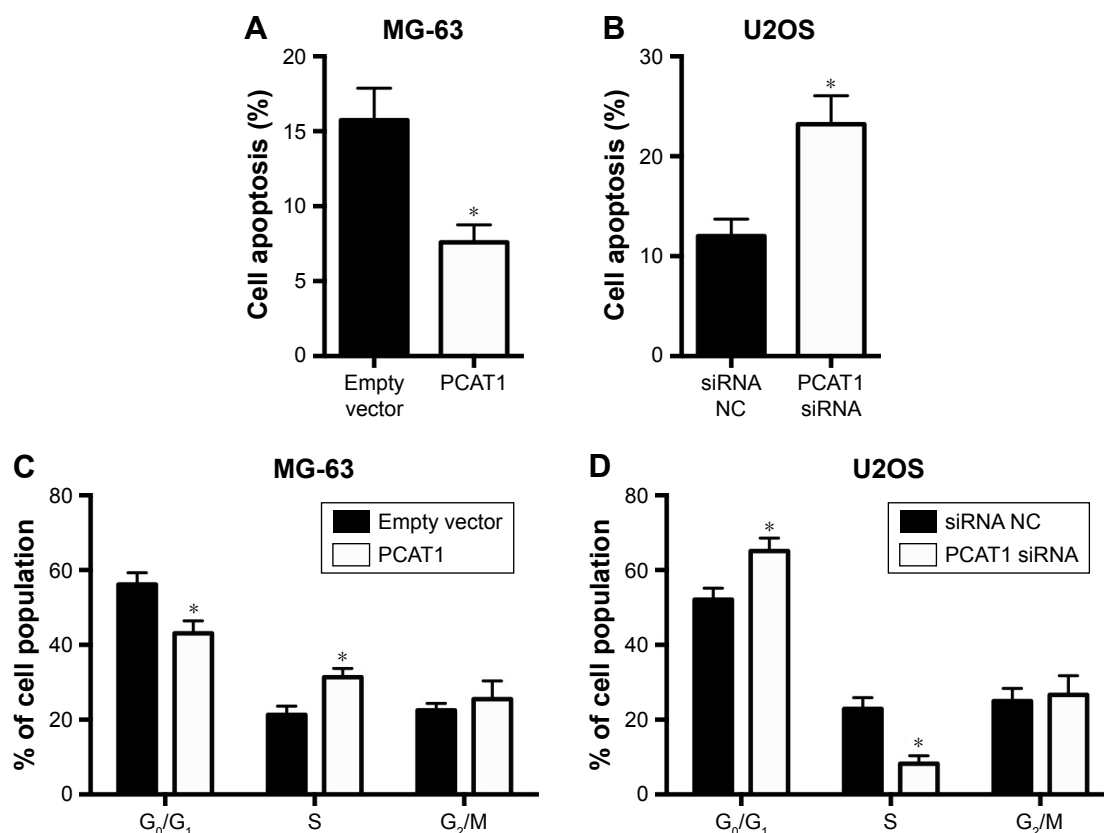 A
MG-63
Cell apoptosis (%)
20
15
10
5
0
Empty
vector
PCAT1
*
B
U2OS
Cell apoptosis (%)
30
20
10
0
siRNA
NC
PCAT1
siRNA
*
C
MG-63
% of cell population
80
60
40
20
0
Empty vector
PCAT1
*
*
G₀/G₁
S
G₂/M
D
U2OS
% of cell population
80
60
40
20
0
siRNA NC
PCAT1 siRNA
*
*
G₀/G₁
S
G₂/M